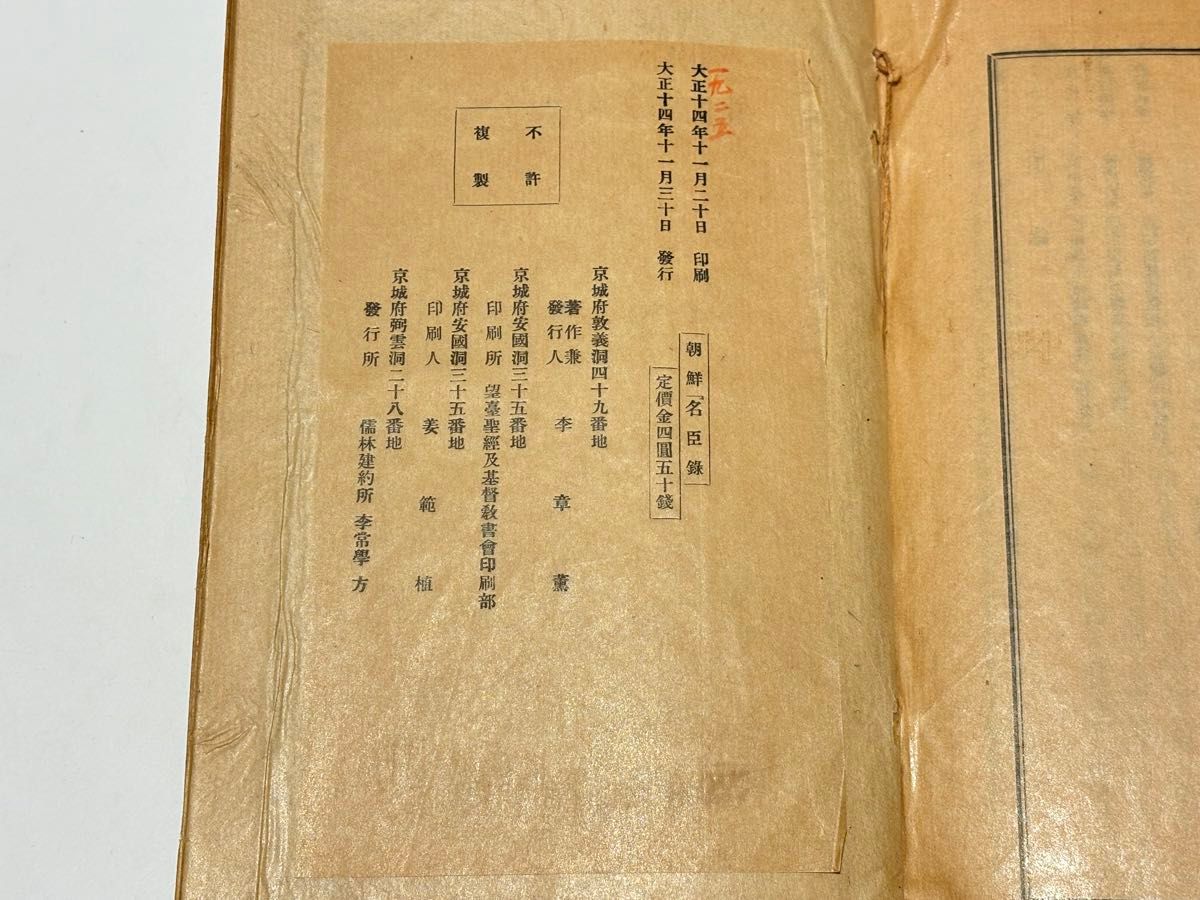 一九二五
大正十四年十一月二十日 印刷
大正十四年十一月三十日 發行
朝鮮名臣錄
定價金四圓五十錢
不許
複製
京城府敦義洞四十九番地
著作兼
發行人 李章薰
京城府安國洞三十五番地
印刷所 望臺聖經及基督敎書會印刷部
京城府安國洞三十五番地
印刷人 姜範植
京城府弼雲洞二十八番地
發行所 儒林建約所 李常學方